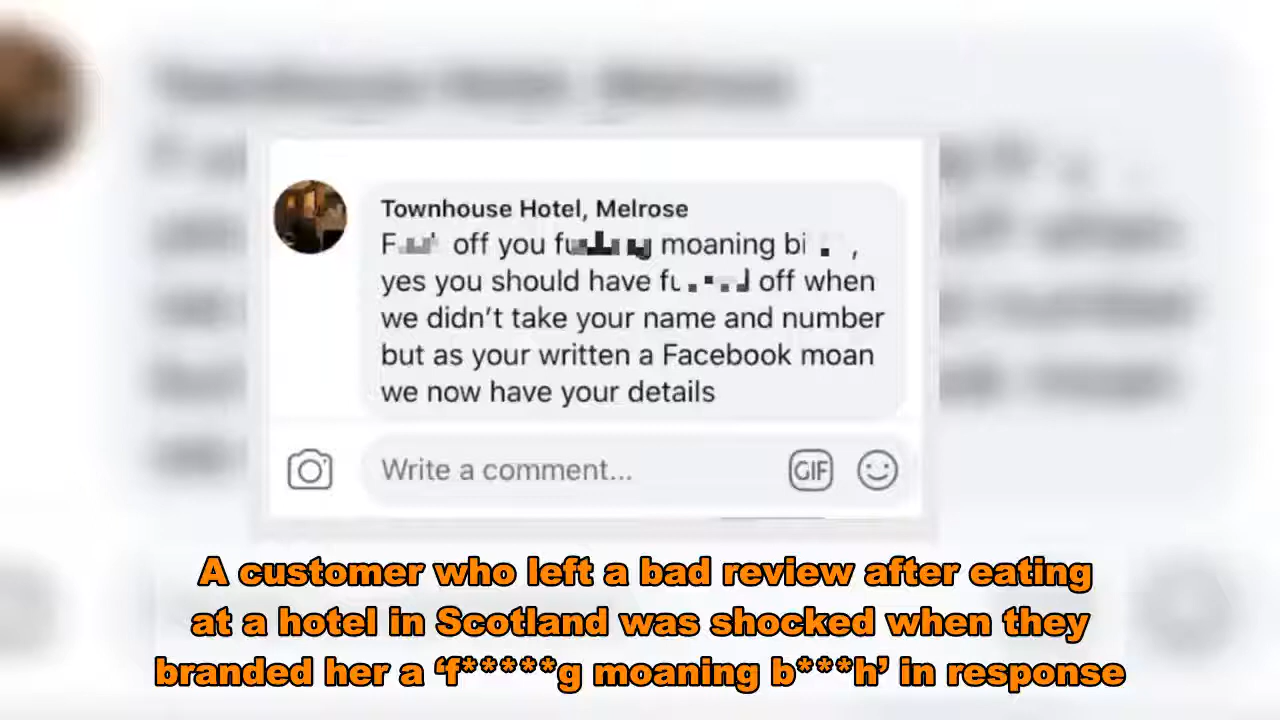 Townhouse Hotel, Melrose
off you moaning
yes you should have off when
we didn't take your name and number
but as your written a Facebook moan
we now have your details
Write a comment...
GIF
A customer who left a bad review after eating
at a hotel in Scotland was shocked when they
branded her a ‘f*****g moaning b***h’ in response